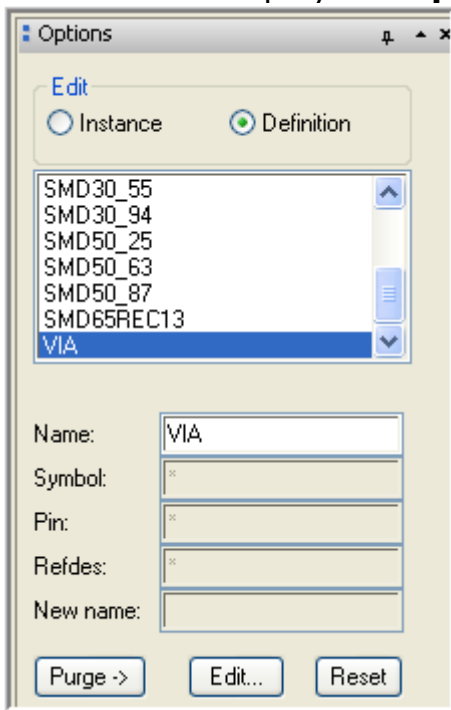 Options
Edit
Instance Definition
SMD30_55
SMD30_94
SMD50_25
SMD50_63
SMD50_87
SMD65REC13
VIA
Name: VIA
Symbol: *
Pin: *
Refdes: *
New name:
Purge -> Edit... Reset